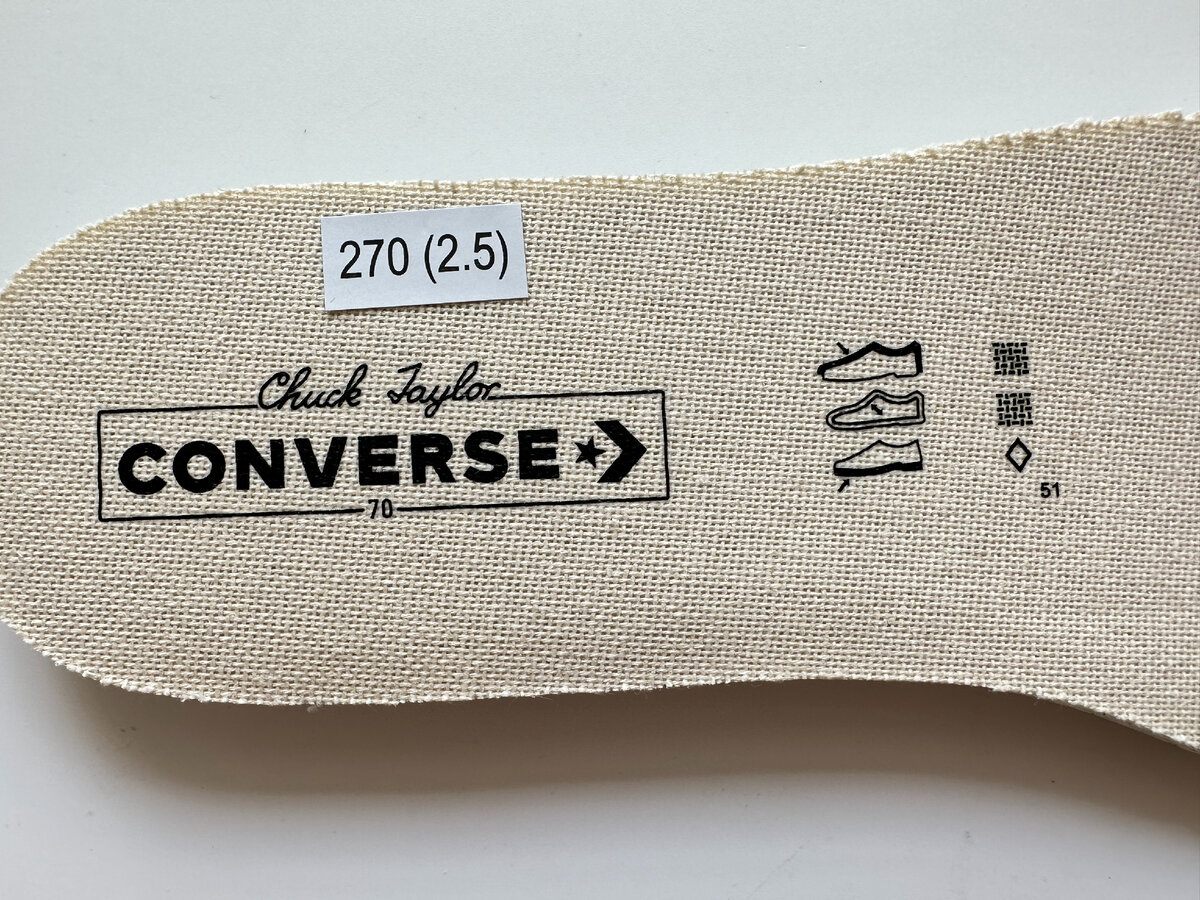 270 (2.5)
Chuck Taylor
CONVERSE
70
51